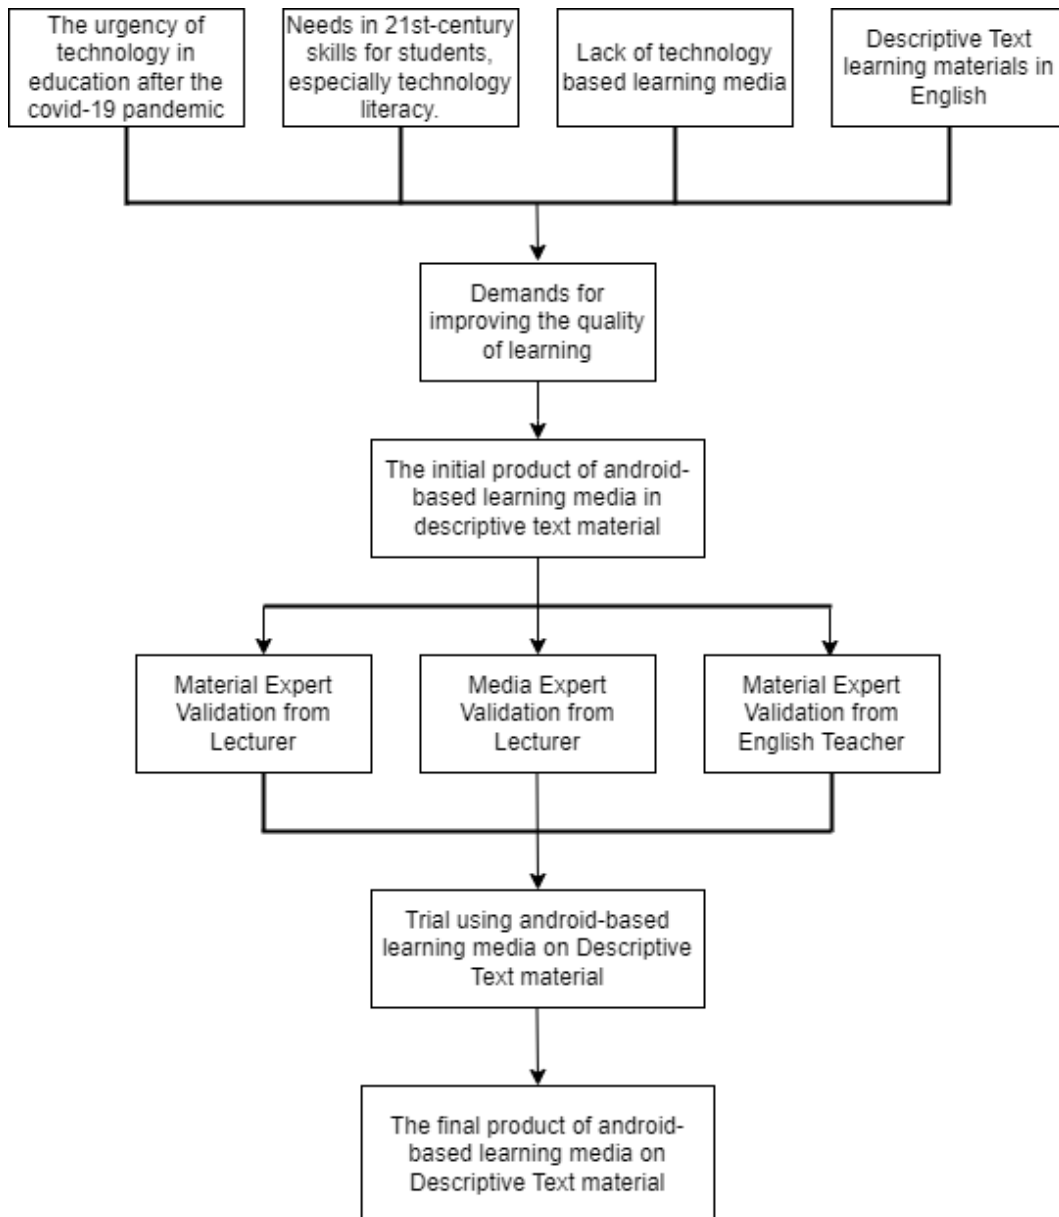 The urgency of
technology in
education after the
covid-19 pandemic
Needs in 21st-century
skills for students,
especially technology
literacy.
Lack of technology
based learning media
Descriptive Text
learning materials in
English
Demands for
improving the quality
of learning
The initial product of android-
based learning media in
descriptive text material
Material Expert
Validation from
Lecturer
Media Expert
Validation from
Lecturer
Material Expert
Validation from
English Teacher
Trial using android-based
learning media on Descriptive
Text material
The final product of android-
based learning media on
Descriptive Text material